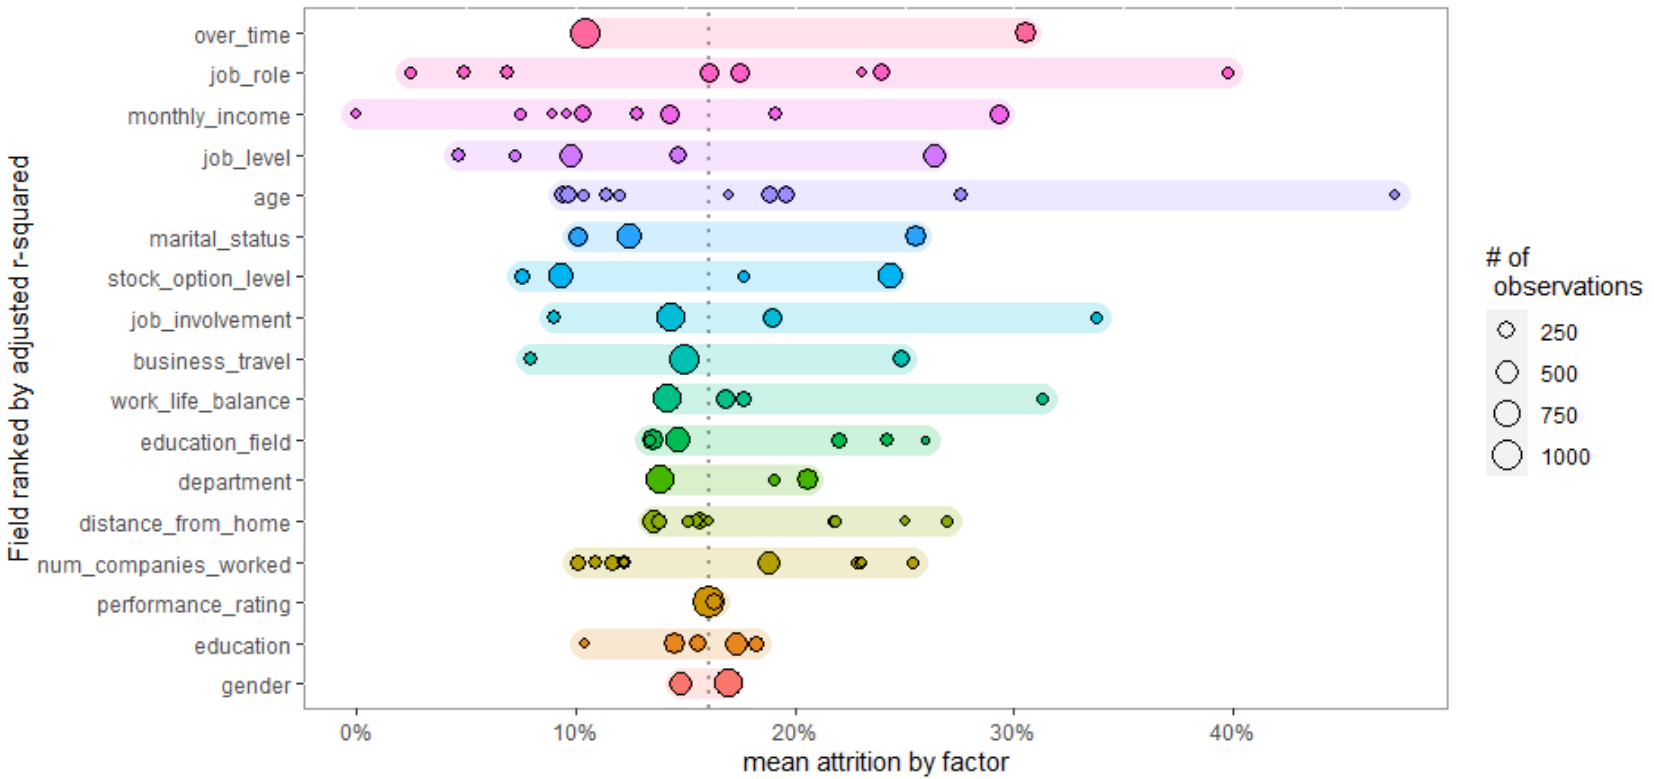 over_time
job_role
monthly_income
job_level
age
marital_status
stock_option_level
job_involvement
business_travel
work_life_balance
education_field
department
distance_from_home
num_companies_worked
performance_rating
education
gender
Field ranked by adjusted r-squared
0% 10% 20% 30% 40%
mean attrition by factor
# of
observations
250
500
750
1000